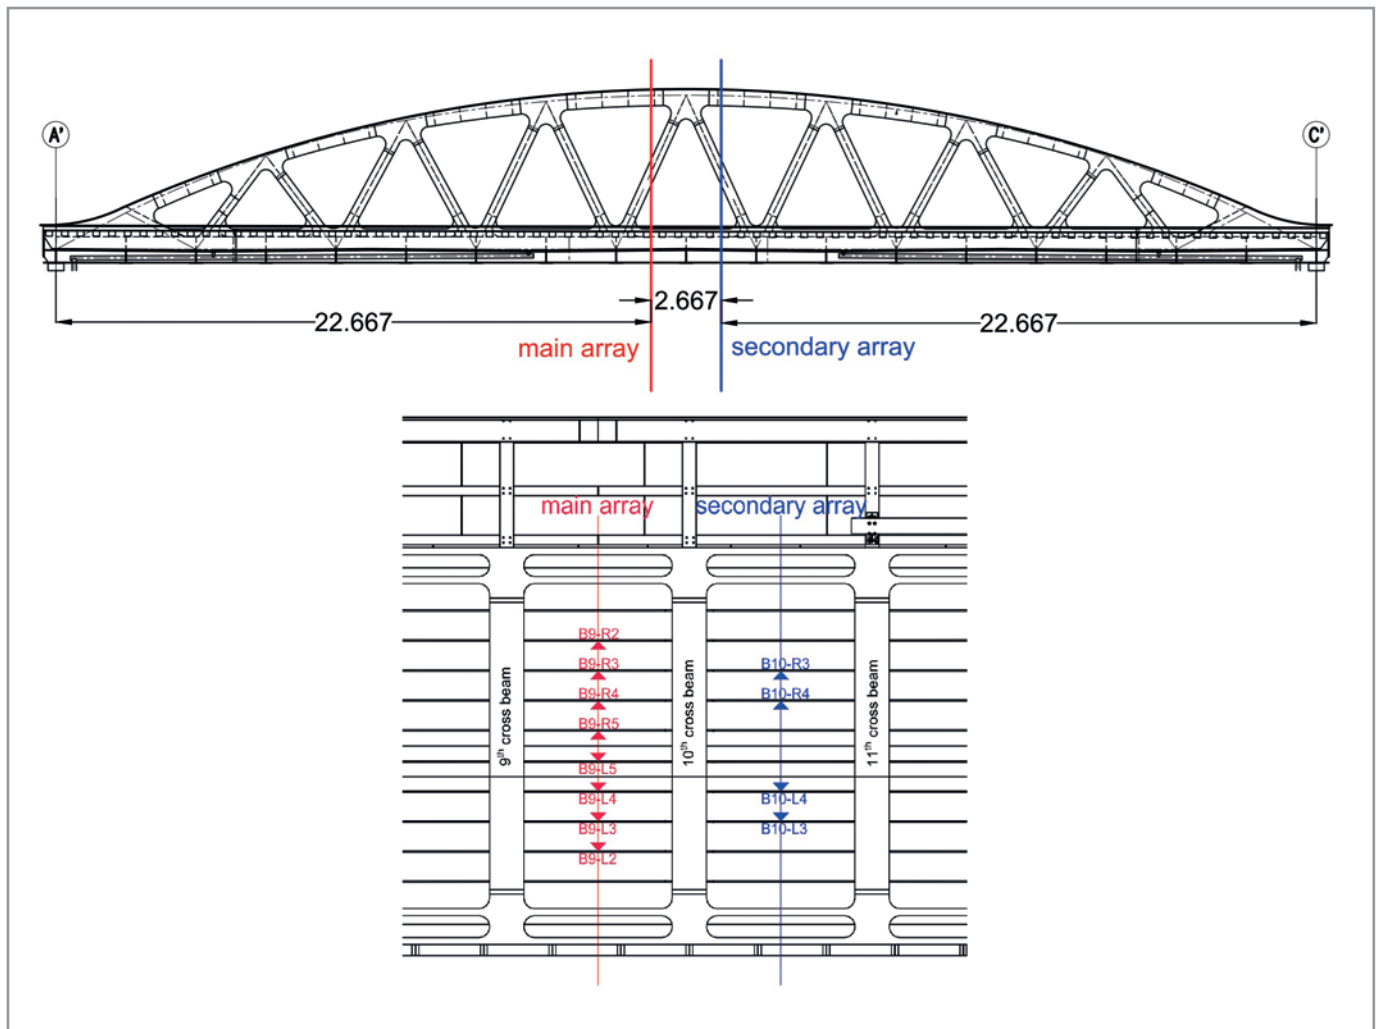 A' C'
2.667
22.667 22.667
main array secondary array
main array secondary array
B9-R2
B9-R3 B10-R3
B9-R4 B10-R4
B9-R5
9th cross beam 10th cross beam 11th cross beam
B9-L5
B9-L4 B10-L4
B9-L3 B10-L3
B9-L2